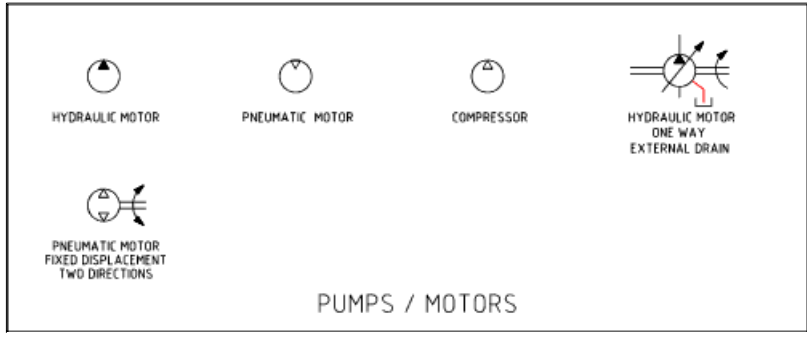 HYDRAULIC MOTOR
PNEUMATIC MOTOR
COMPRESSOR
HYDRAULIC MOTOR
ONE WAY
EXTERNAL DRAIN
PNEUMATIC MOTOR
FIXED DISPLACEMENT
TWO DIRECTIONS
PUMPS / MOTORS